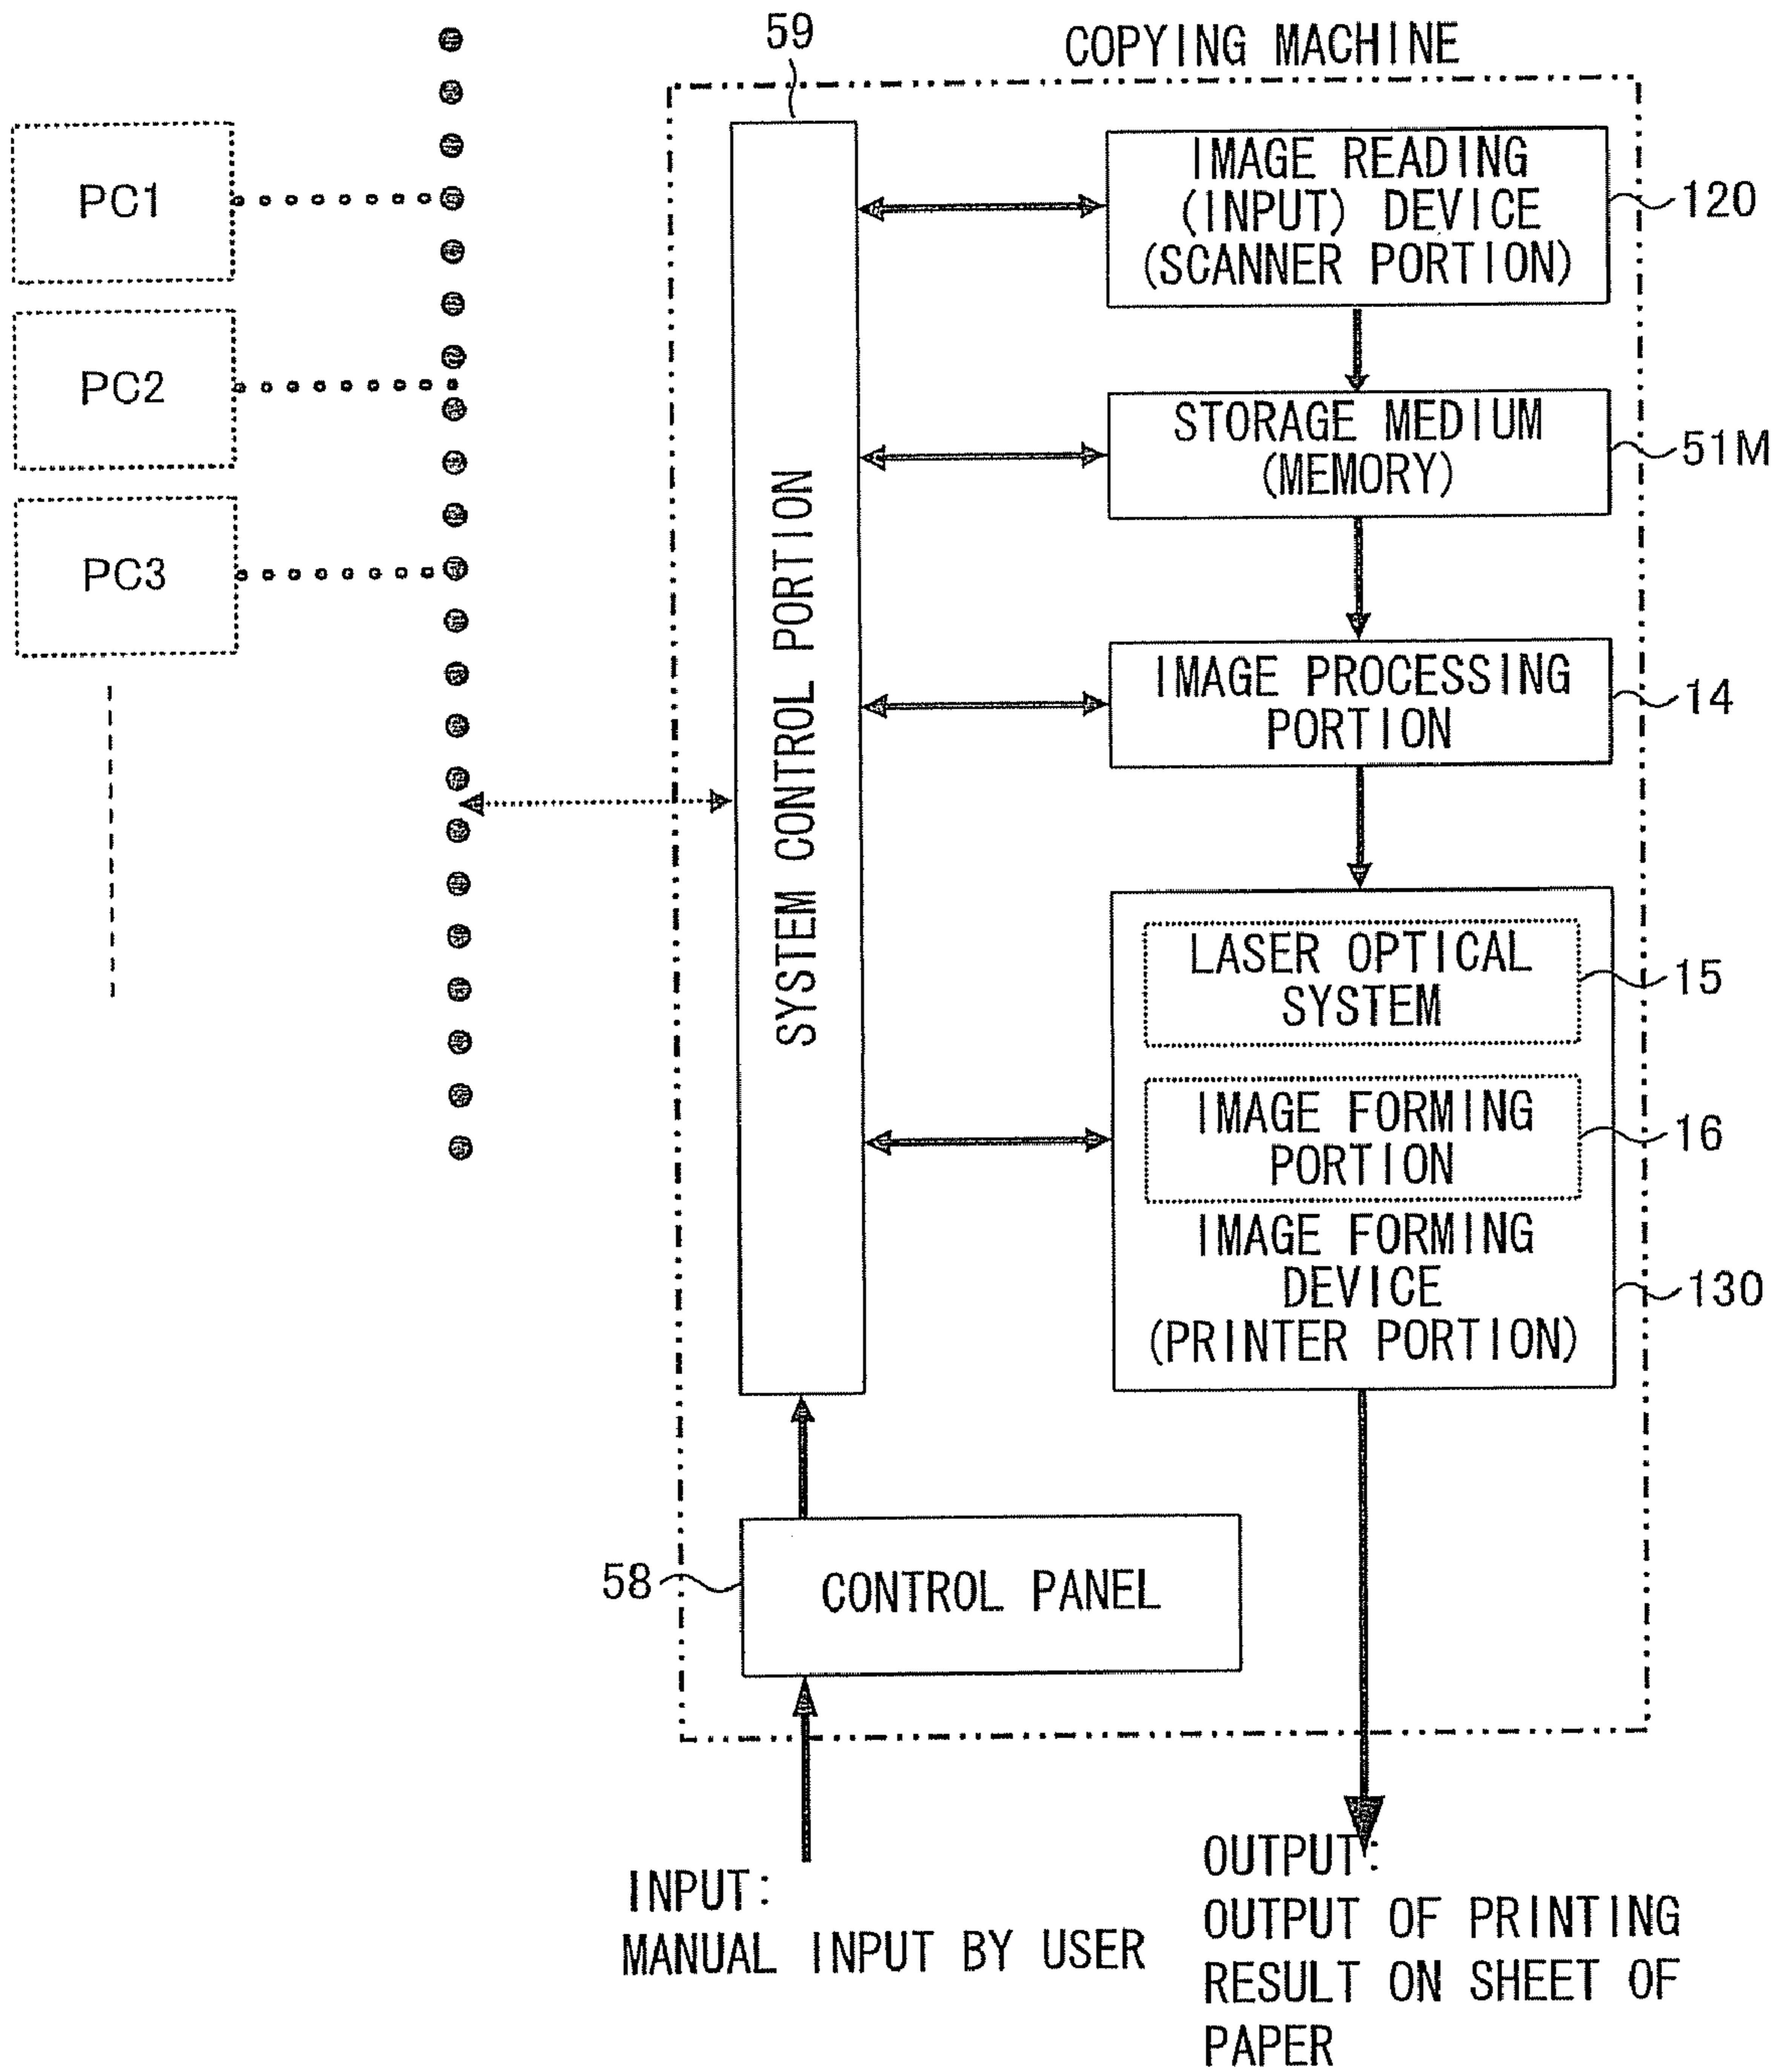 59
COPYING MACHINE
PC1
PC2
PC3
SYSTEM CONTROL PORTION
IMAGE READING
(INPUT) DEVICE
(SCANNER PORTION)
120
STORAGE MEDIUM
(MEMORY)
51M
IMAGE PROCESSING
PORTION
14
LASER OPTICAL
SYSTEM
15
IMAGE FORMING
PORTION
16
IMAGE FORMING
DEVICE
(PRINTER PORTION)
130
58
CONTROL PANEL
INPUT:
MANUAL INPUT BY USER
OUTPUT:
OUTPUT OF PRINTING
RESULT ON SHEET OF
PAPER